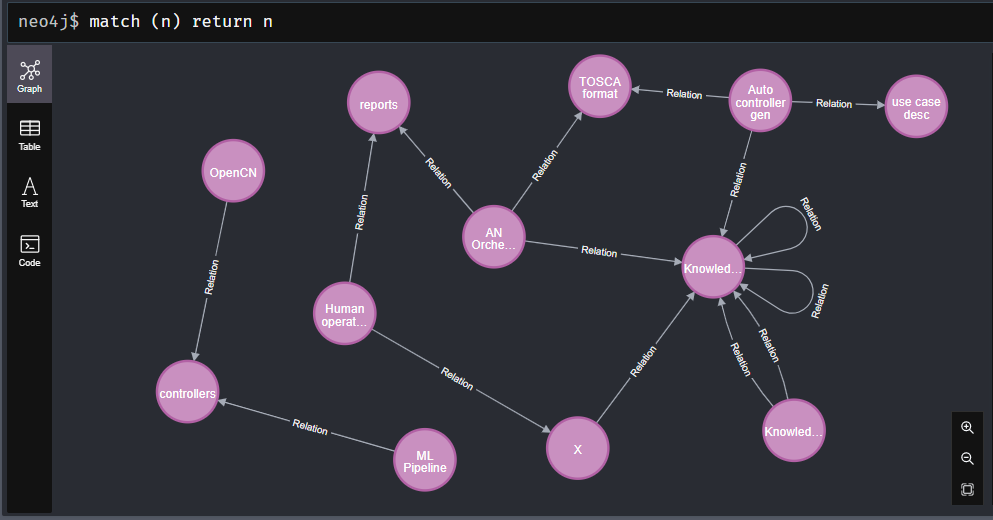 neo4j$ match (n) return n
Graph
Table
Text
Code
TOSCA
format
Relation
Auto
controller
gen
Relation
use case
desc
reports
Relation
Relation
OpenCN
Relation
Relation
AN
Orche...
Relation
Relation
Knowled...
Relation
Relation
Relation
Human
operat...
Relation
Relation
Relation
Relation
controllers
Relation
ML
Pipeline
X
Knowled...